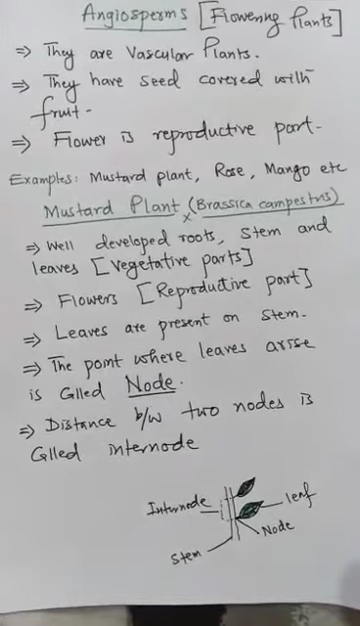 Angiosperms [Flowering Plants]
⇒ They are Vascular Plants.
⇒ They have seed covered with
fruit.
⇒ Flower is reproductive part.
Examples: Mustard plant, Rose, Mango etc
Mustard Plant (Brassica campestris)
⇒ Well developed roots, stem and
leaves [Vegetative parts]
⇒ Flowers [Reproductive part]
⇒ Leaves are present on stem.
⇒ The point where leaves arise
is Called Node.
⇒ Distance b/w two nodes is
Called internode
Internode
leaf
Node
Stem